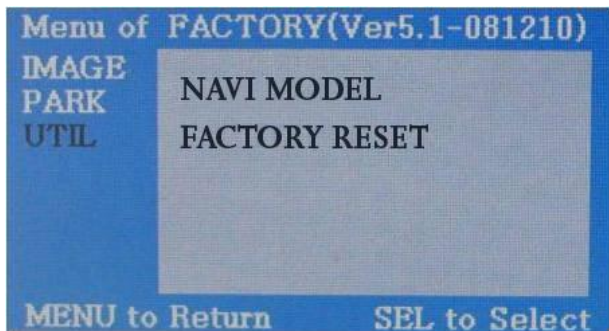 Menu of FACTORY(Ver5.1-081210)
IMAGE
PARK
UTIL
NAVI MODEL
FACTORY RESET
MENU to Return SEL to Select